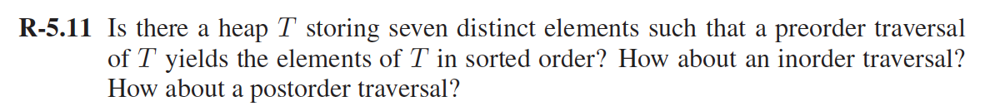 R-5.11 Is there a heap T storing seven distinct elements such that a preorder traversal
of T yields the elements of T in sorted order? How about an inorder traversal?
How about a postorder traversal?